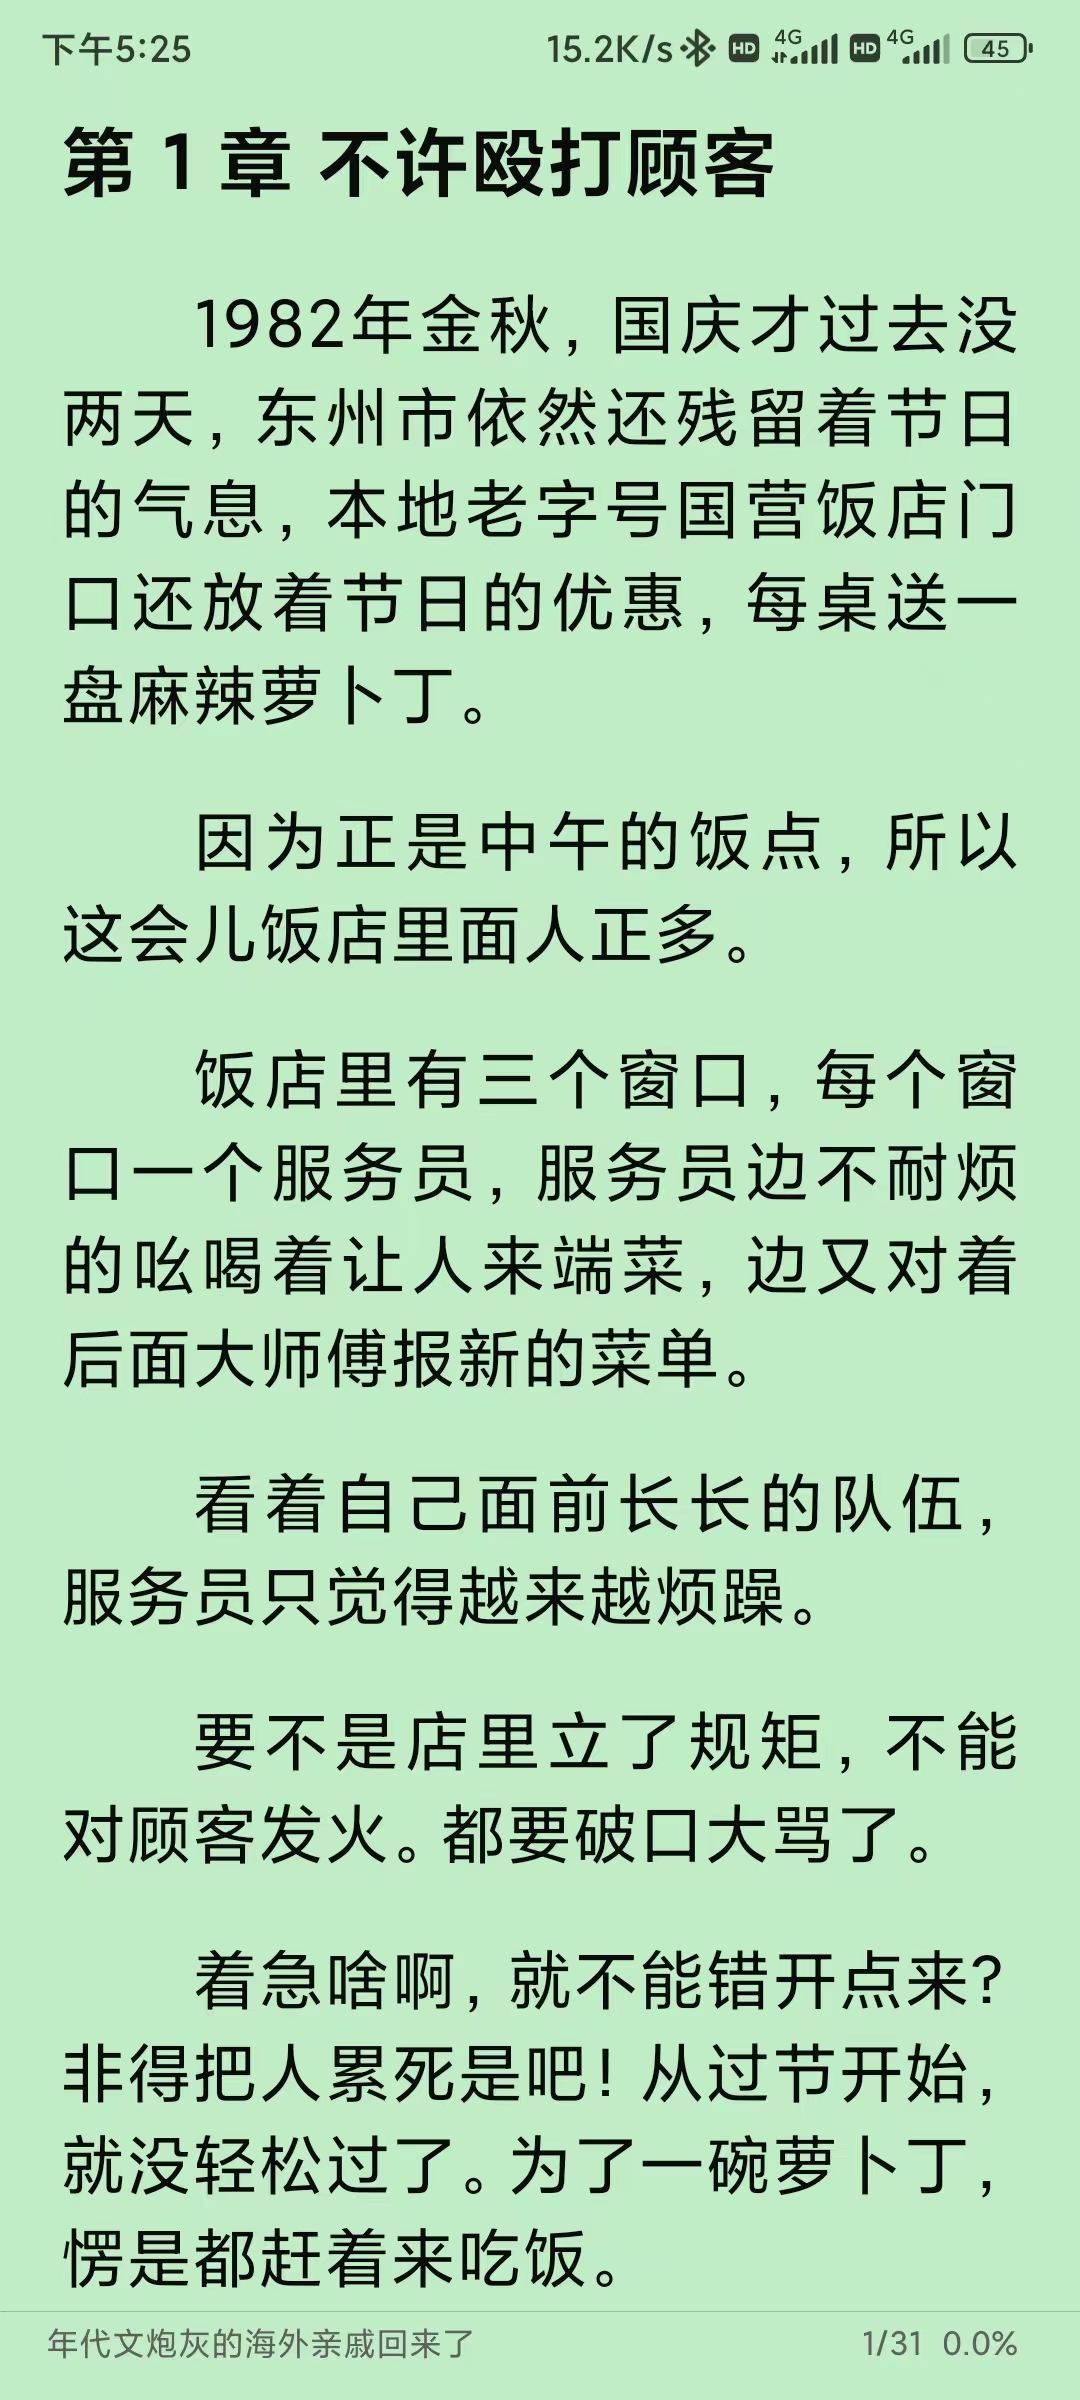 下午5:25 15.2K/s HD 4G HD 4G 45
第 1 章 不许殴打顾客
1982年金秋，国庆才过去没
两天，东州市依然还残留着节日
的气息，本地老字号国营饭店门
口还放着节日的优惠，每桌送一
盘麻辣萝卜丁。
因为正是中午的饭点，所以
这会儿饭店里面人正多。
饭店里有三个窗口，每个窗
口一个服务员，服务员边不耐烦
的吆喝着让人来端菜，边又对着
后面大师傅报新的菜单。
看着自己面前长长的队伍，
服务员只觉得越来越烦躁。
要不是店里立了规矩，不能
对顾客发火。都要破口大骂了。
着急啥啊，就不能错开点来？
非得把人累死是吧！从过节开始，
就没轻松过了。为了一碗萝卜丁，
愣是都赶着来吃饭。
年代文炮灰的海外亲戚回来了 1/31 0.0%